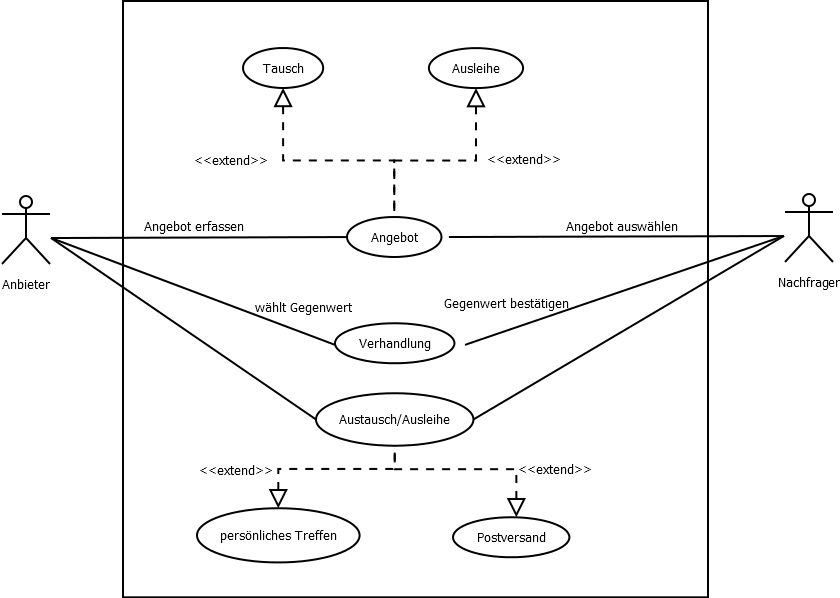 Tausch
Ausleihe
<<extend>>
<<extend>>
Angebot erfassen
Angebot
Angebot auswählen
Anbieter
Nachfrager
wählt Gegenwert
Gegenwert bestätigen
Verhandlung
Austausch/Ausleihe
<<extend>>
<<extend>>
persönliches Treffen
Postversand